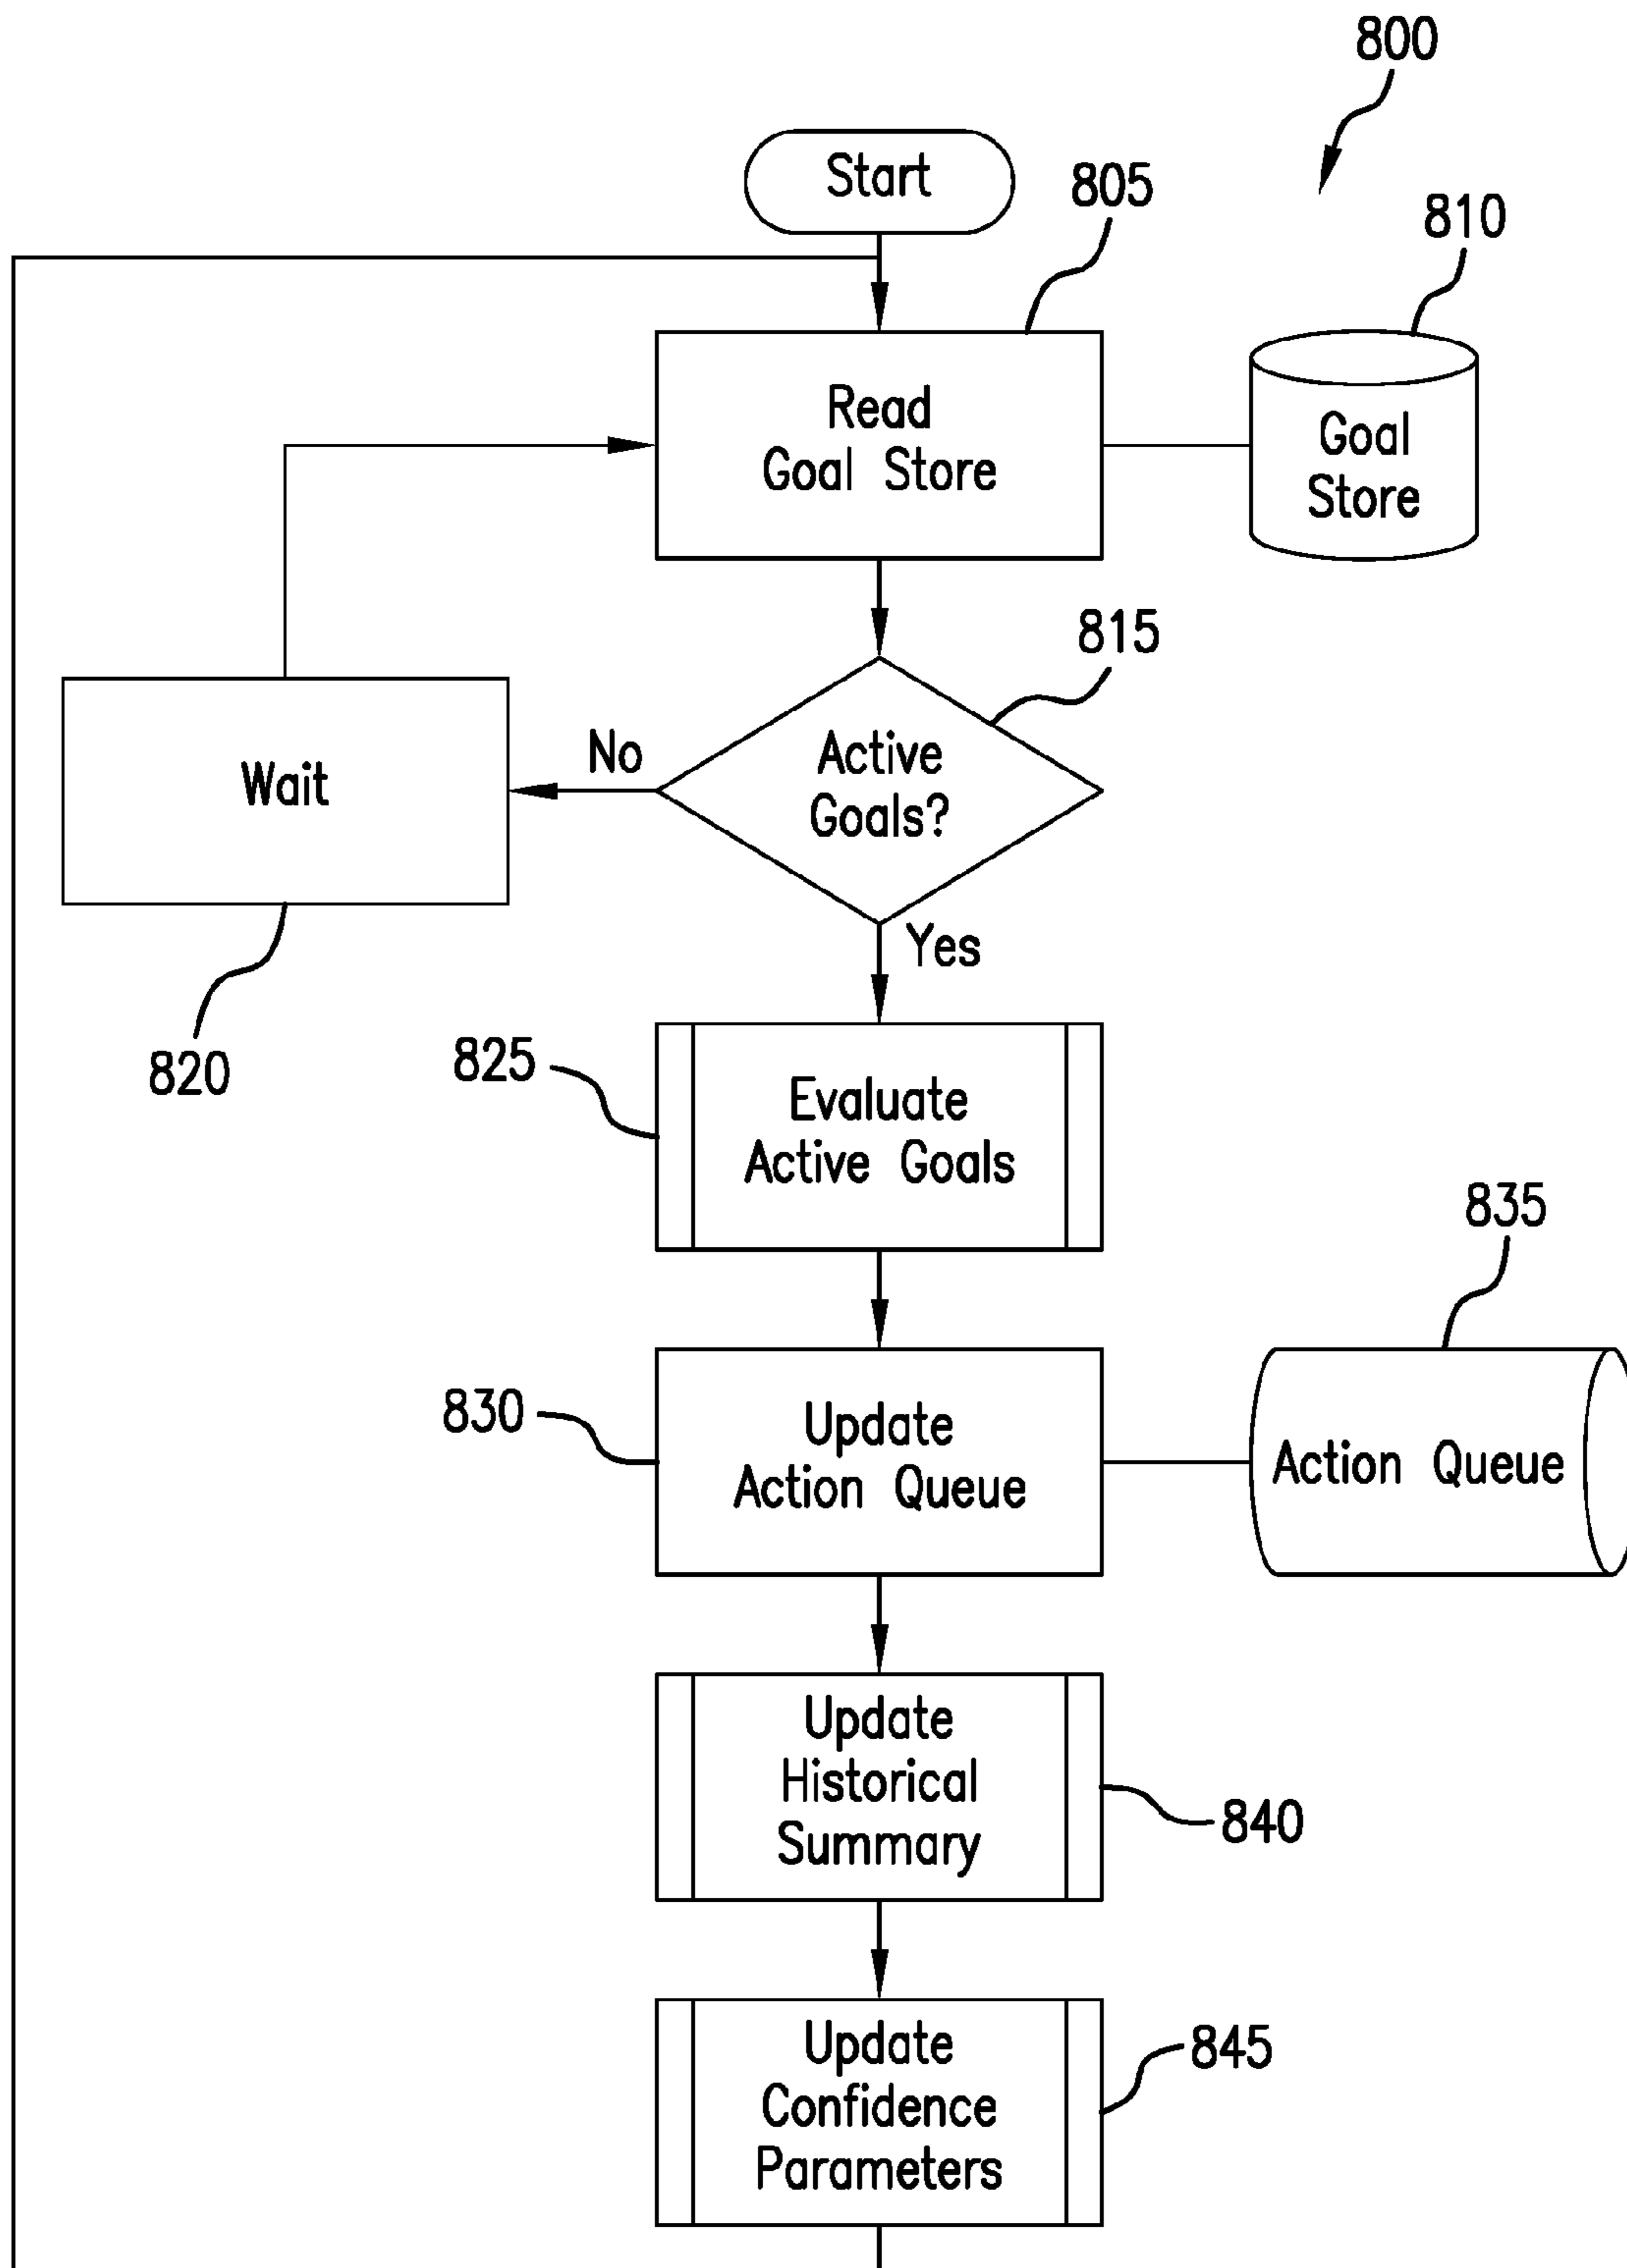 800
Start
805
810
Read
Goal Store
Goal
Store
815
Active
Goals?
No
Wait
Yes
820
825
Evaluate
Active Goals
835
830
Update
Action Queue
Action Queue
Update
Historical
Summary
840
Update
Confidence
Parameters
845